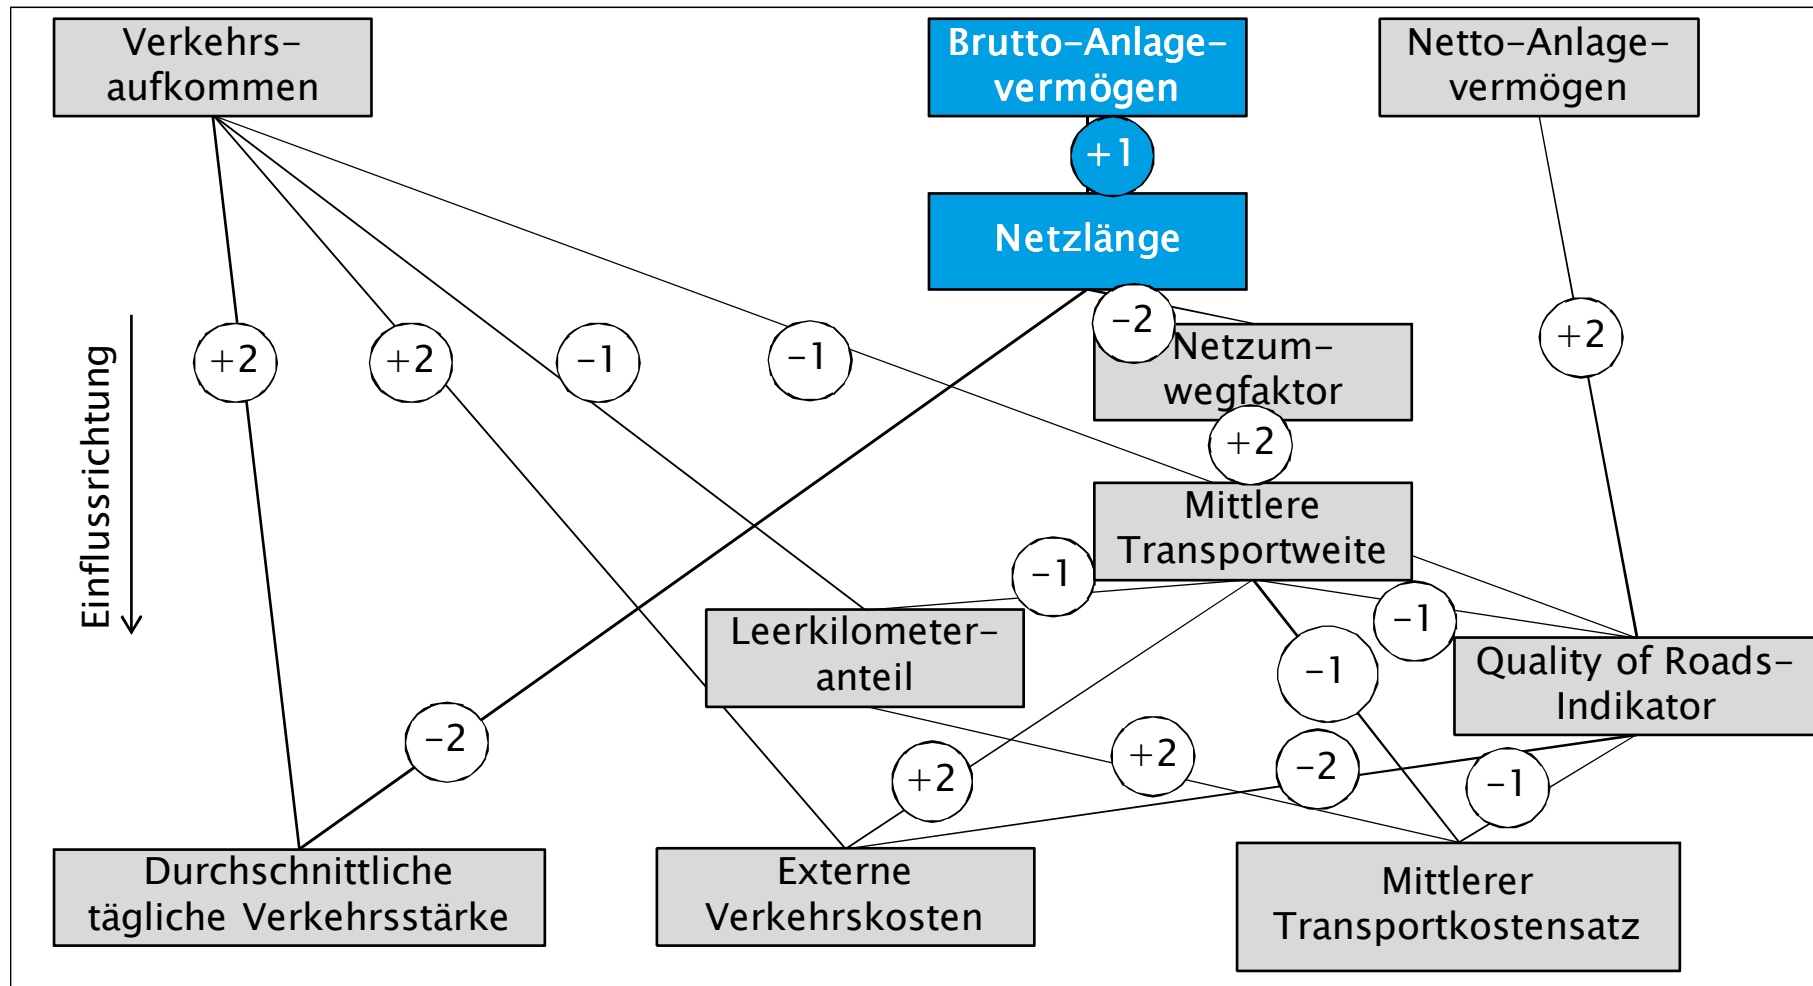 Verkehrs-
aufkommen
Brutto-Anlage-
vermögen
Netto-Anlage-
vermögen
+1
Netzlänge
-2
Netzum-
wegfaktor
+2
+2
-1
-1
+2
Einflussrichtung
+2
Mittlere
Transportweite
-1
-1
Leerkilometer-
anteil
-1
Quality of Roads-
Indikator
-2
+2
+2
-2
-1
Durchschnittliche
tägliche Verkehrsstärke
Externe
Verkehrskosten
Mittlerer
Transportkostensatz